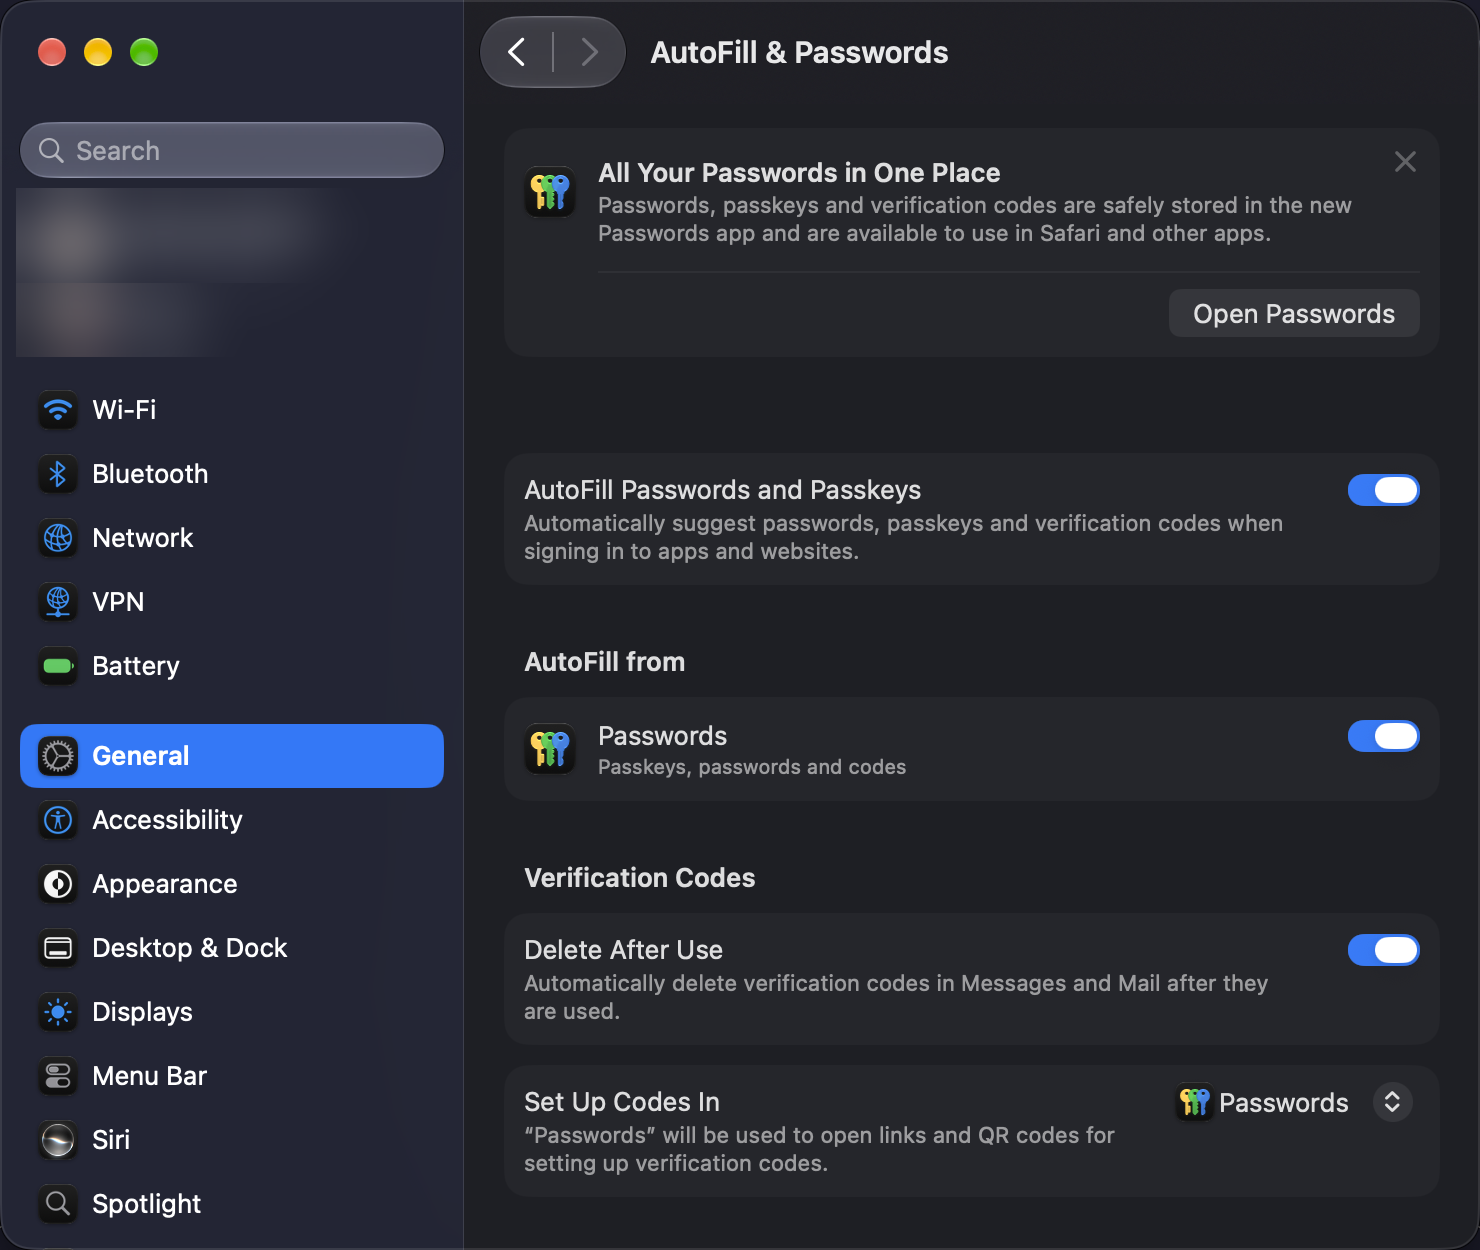 Search
Wi-Fi
Bluetooth
Network
VPN
Battery
General
Accessibility
Appearance
Desktop & Dock
Displays
Menu Bar
Siri
Spotlight
AutoFill & Passwords
All Your Passwords in One Place
Passwords, passkeys and verification codes are safely stored in the new
Passwords app and are available to use in Safari and other apps.
Open Passwords
AutoFill Passwords and Passkeys
Automatically suggest passwords, passkeys and verification codes when
signing in to apps and websites.
AutoFill from
Passwords
Passkeys, passwords and codes
Verification Codes
Delete After Use
Automatically delete verification codes in Messages and Mail after they
are used.
Set Up Codes In
Passwords
“Passwords” will be used to open links and QR codes for
setting up verification codes.